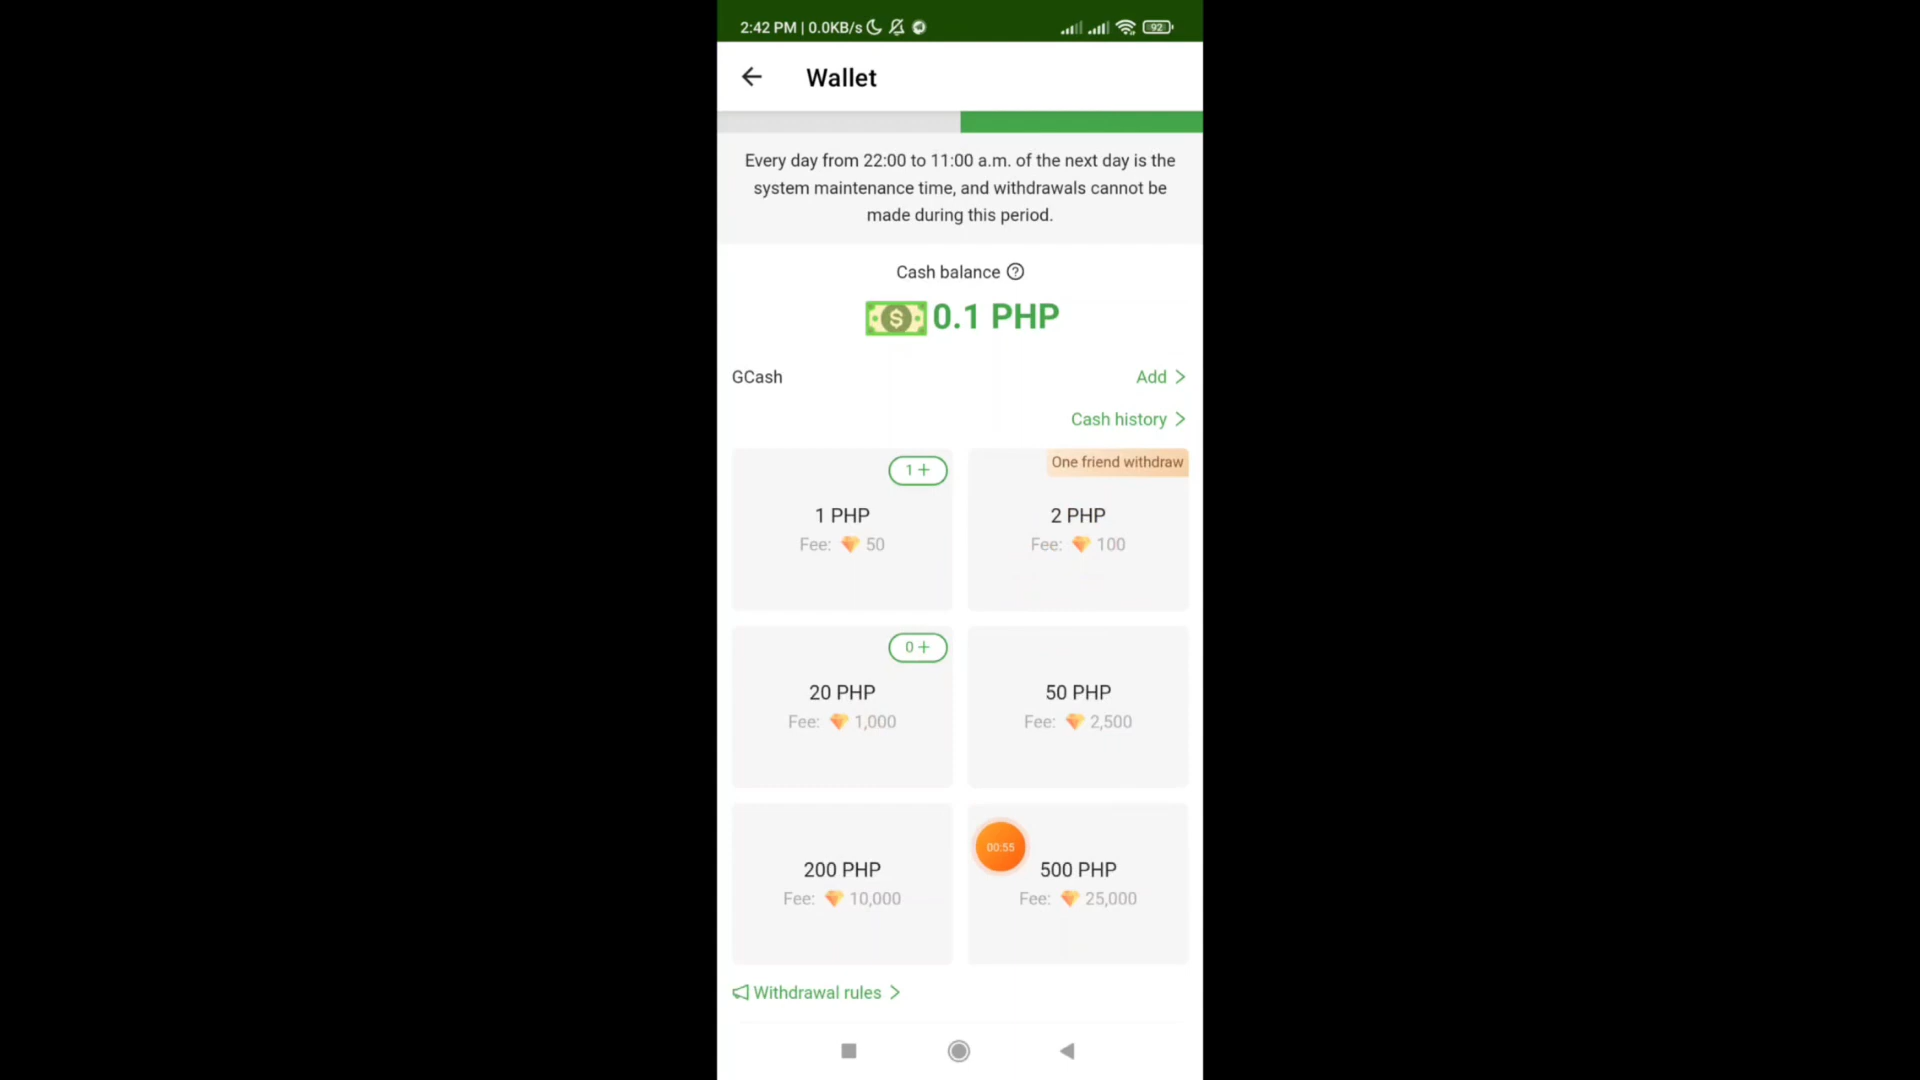 2:42 PM | 0.0KB/s
92
Wallet
Every day from 22:00 to 11:00 a.m. of the next day is the
system maintenance time, and withdrawals cannot be
made during this period.
Cash balance ?
$ 0.1 PHP
GCash
Add >
Cash history >
1 +
1 PHP
Fee: 50
One friend withdraw
2 PHP
Fee: 100
0 +
20 PHP
Fee: 1,000
50 PHP
Fee: 2,500
200 PHP
Fee: 10,000
00:55
500 PHP
Fee: 25,000
Withdrawal rules >